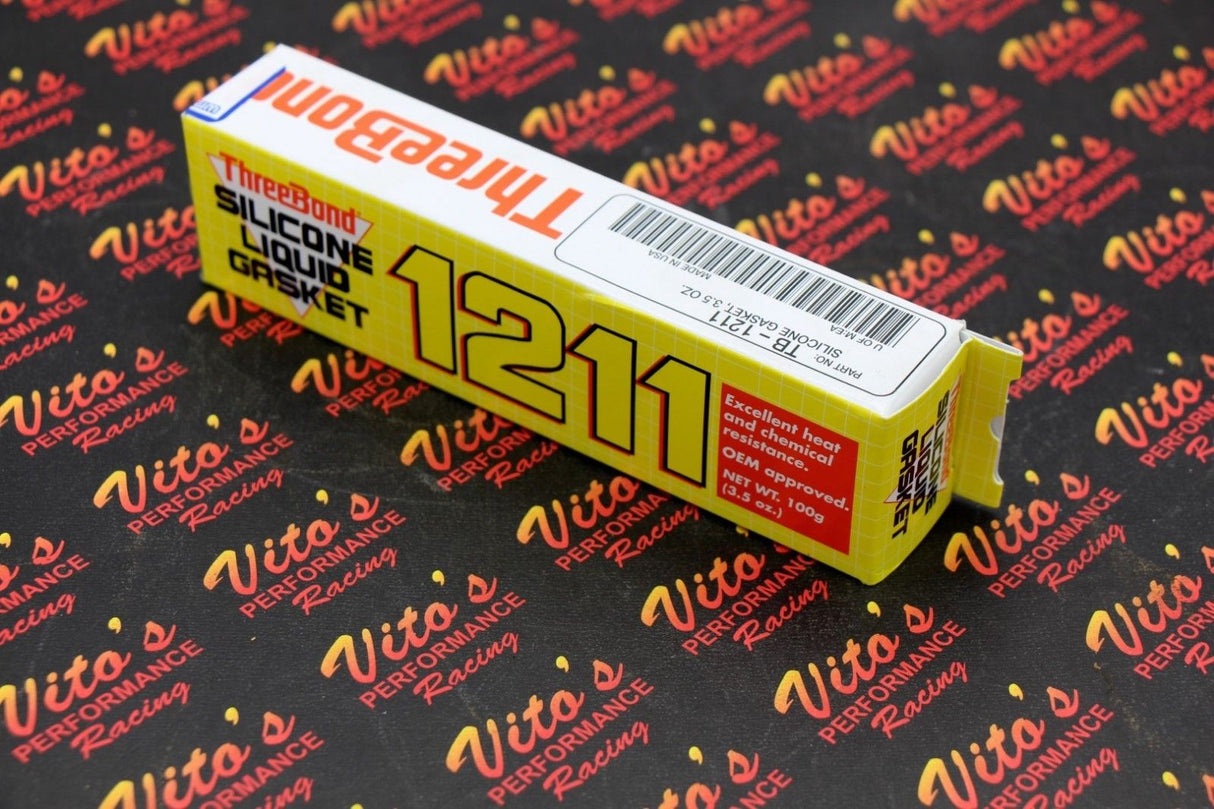 ThreeBond
SILICONE
LIQUID
GASKET
1211
Excellent heat
and chemical
resistance.
OEM approved.
NET WT. 100g
(3.5 oz.)
ThreeBond
PART NO:
TB-1211
SILICONE GASKET, 3.5 OZ.
U OF M-EA
MADE IN USA
SILICONE
LIQUID
GASKET
Vito's
PERFORMANCE
Racing